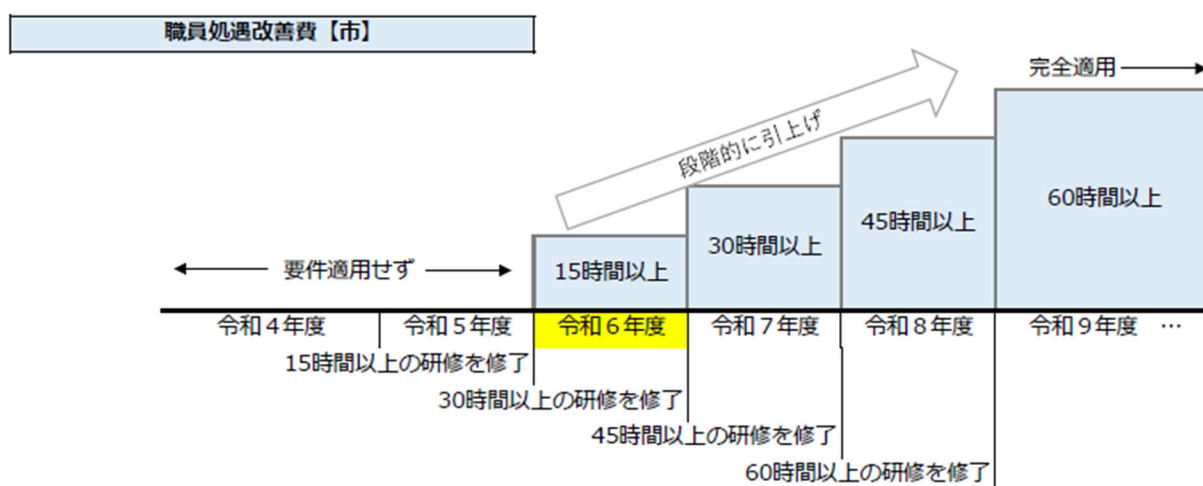 職員処遇改善費【市】
完全適用
段階的に引上げ
60時間以上
45時間以上
30時間以上
15時間以上
要件適用せず
令和４年度
令和５年度
令和６年度
令和７年度
令和８年度
令和９年度 …
15時間以上の研修を修了
30時間以上の研修を修了
45時間以上の研修を修了
60時間以上の研修を修了